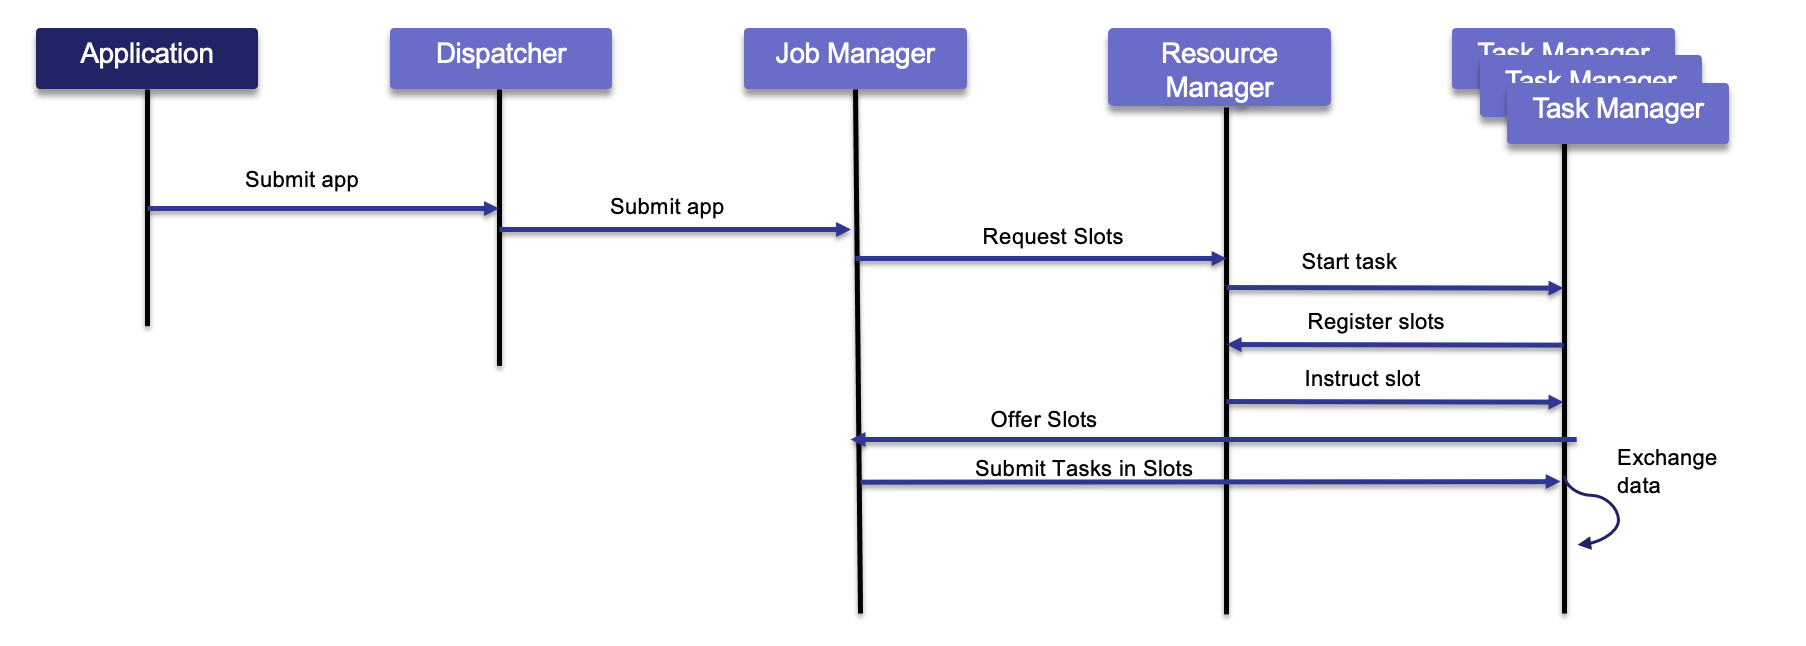 Application
Dispatcher
Job Manager
Resource
Manager
Task Manager
Task Manager
Task Manager
Submit app
Submit app
Request Slots
Start task
Register slots
Instruct slot
Offer Slots
Submit Tasks in Slots
Exchange
data